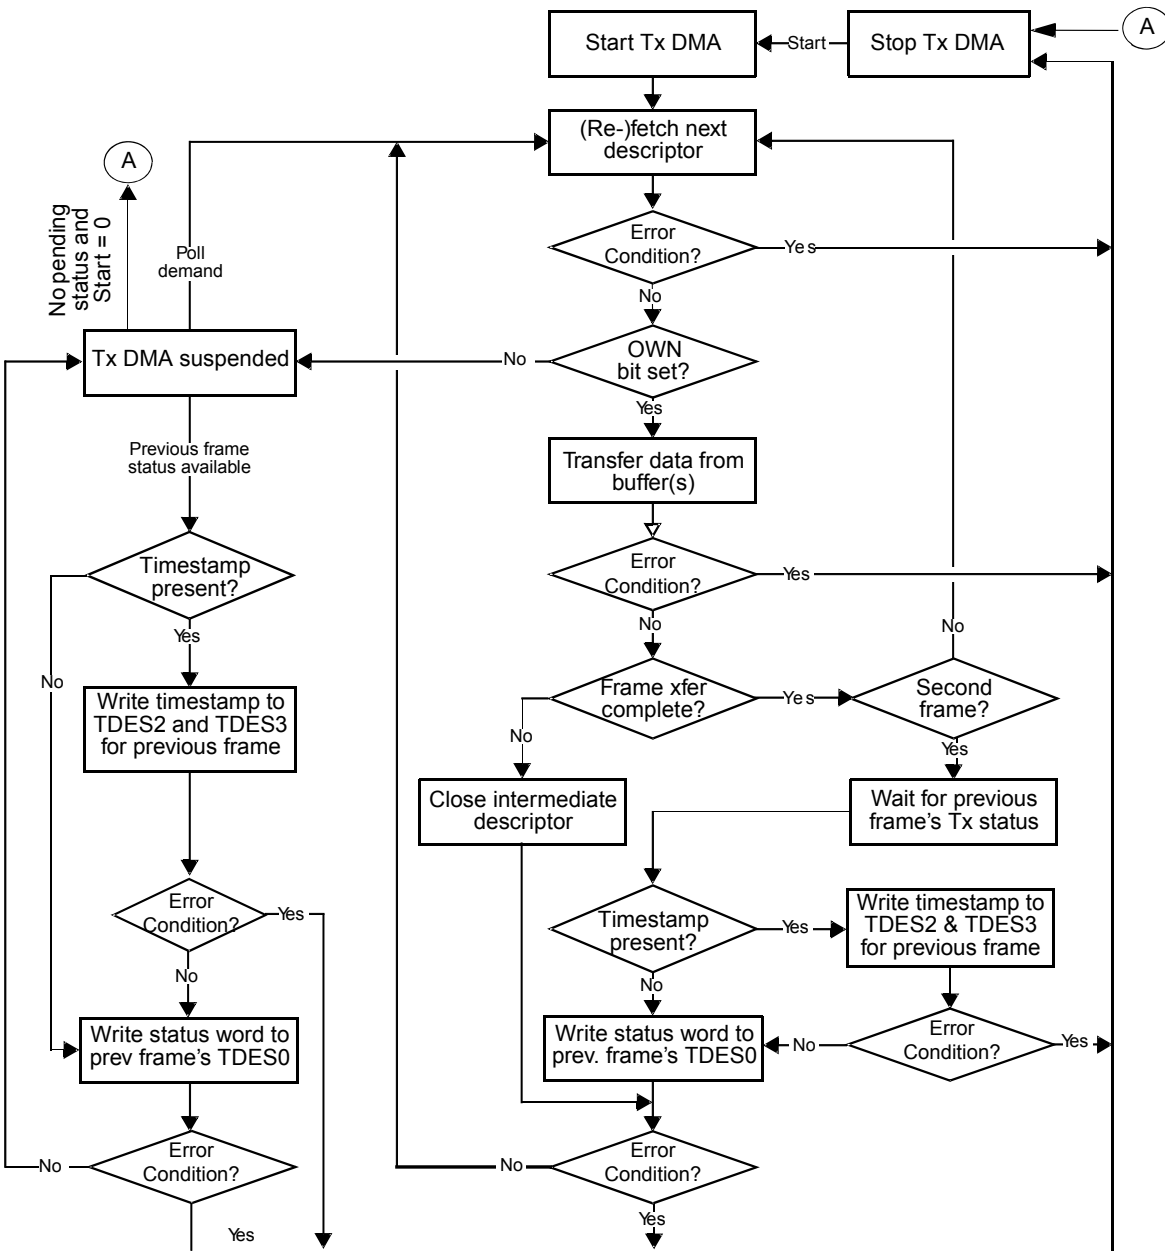 Start Tx DMA
Start
Stop Tx DMA
A
(Re-)fetch next
descriptor
A
No pending
status and
Start = 0
Poll
demand
Error
Condition?
Yes
No
Tx DMA suspended
No
OWN
bit set?
Yes
Previous frame
status available
Transfer data from
buffer(s)
Timestamp
present?
Error
Condition?
Yes
No
No
Yes
No
Write timestamp to
TDES2 and TDES3
for previous frame
Frame xfer
complete?
Yes
Second
frame?
No
Yes
Close intermediate
descriptor
Wait for previous
frame's Tx status
Error
Condition?
Yes
No
Timestamp
present?
Yes
Write timestamp to
TDES2 & TDES3
for previous frame
No
Write status word to
prev frame's TDES0
Write status word to
prev. frame's TDES0
No
Error
Condition?
Yes
No
Error
Condition?
No
Error
Condition?
Yes
Yes